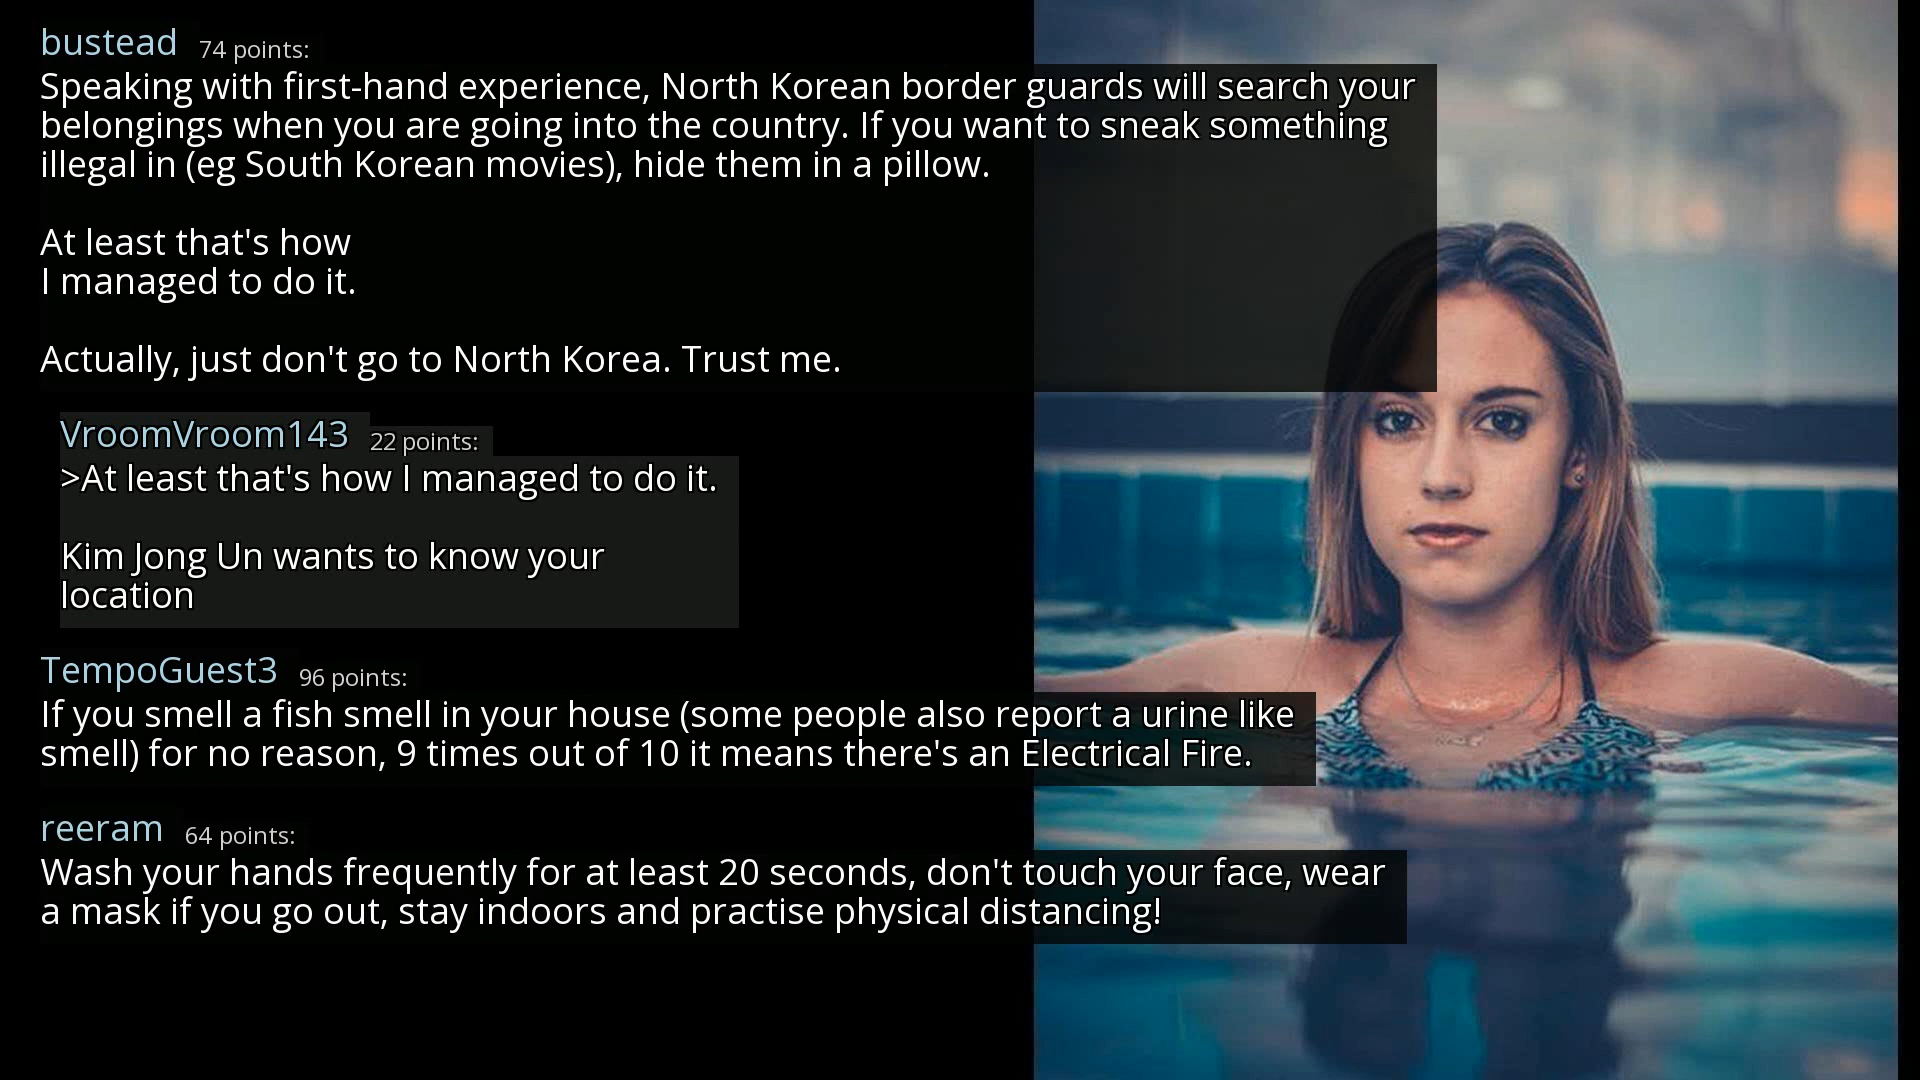 bustead 74 points:
Speaking with first-hand experience, North Korean border guards will search your
belongings when you are going into the country. If you want to sneak something
illegal in (eg South Korean movies), hide them in a pillow.
At least that's how
I managed to do it.
Actually, just don't go to North Korea. Trust me.
VroomVroom143 22 points:
>At least that's how I managed to do it.
Kim Jong Un wants to know your
location
TempoGuest3 96 points:
If you smell a fish smell in your house (some people also report a urine like
smell) for no reason, 9 times out of 10 it means there's an Electrical Fire.
reeram 64 points:
Wash your hands frequently for at least 20 seconds, don't touch your face, wear
a mask if you go out, stay indoors and practise physical distancing!